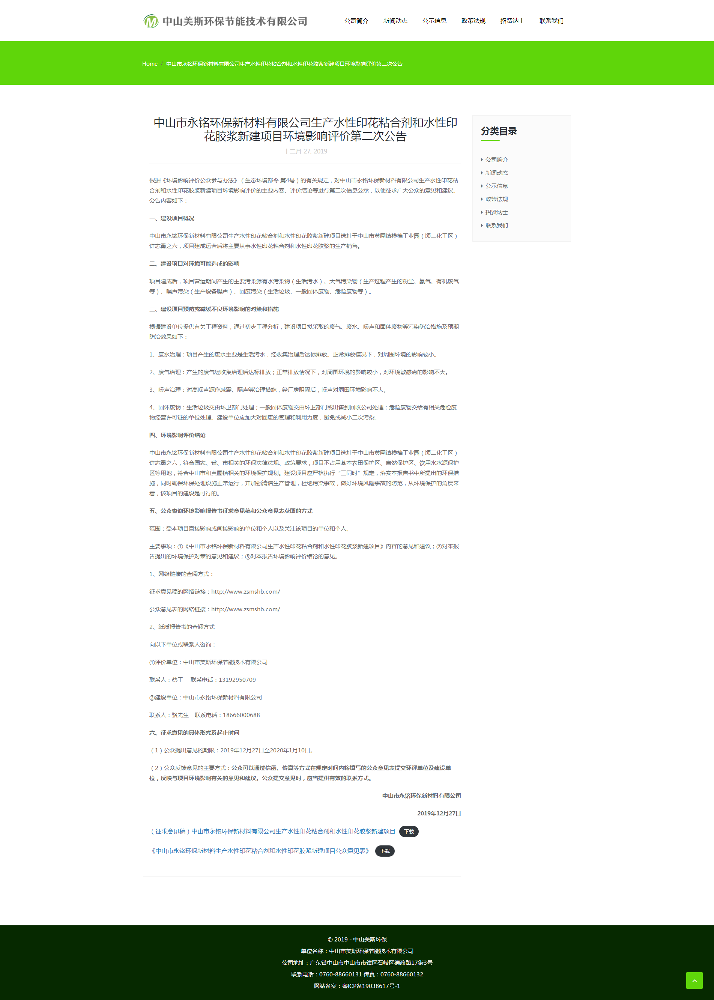 中山美斯环保节能技术有限公司
公司简介 新闻动态 公示信息 政策法规 招贤纳士 联系我们
Home / 中山市永铭环保新材料有限公司生产水性印花粘合剂和水性印花胶浆新建项目环境影响评价第二次公告
中山市永铭环保新材料有限公司生产水性印花粘合剂和水性印
花胶浆新建项目环境影响评价第二次公告
十二月 27, 2019
根据《环境影响评价公众参与办法》（生态环境部令 第4号）的有关规定，对中山市永铭环保新材料有限公司生产水性印花粘
合剂和水性印花胶浆新建项目环境影响评价的主要内容、评价结论等进行第二次信息公示，以便征求广大公众的意见和建议。
公告内容如下：
一、建设项目概况
中山市永铭环保新材料有限公司生产水性印花粘合剂和水性印花胶浆新建项目选址于中山市黄圃镇横档工业园（顷二化工区）
许志勇之六，项目建成运营后将主要从事水性印花粘合剂和水性印花胶浆的生产销售。
二、建设项目对环境可能造成的影响
项目建成后，项目营运期间产生的主要污染源有水污染物（生活污水）、大气污染物（生产过程产生的粉尘、氨气、有机废气
等）、噪声污染（生产设备噪声）、固废污染（生活垃圾、一般固体废物、危险废物等）。
三、建设项目预防或减缓不良环境影响的对策和措施
根据建设单位提供有关工程资料，通过初步工程分析，建设项目拟采取的废气、废水、噪声和固体废物等污染防治措施及预期
防治效果如下：
1、废水治理：项目产生的废水主要是生活污水，经收集治理后达标排放。正常排放情况下，对周围环境的影响较小。
2、废气治理：产生的废气经收集治理后达标排放；正常排放情况下，对周围环境的影响较小，对环境敏感点的影响不大。
3、噪声治理：对高噪声源作减震、隔声等治理措施，经厂房阻隔后，噪声对周围环境影响不大。
4、固体废物：生活垃圾交由环卫部门处理；一般固体废物交由环卫部门或出售到回收公司处理；危险废物交给有相关危险废
物经营许可证的单位处理。建设单位应加大对固废的管理和利用力度，避免或减小二次污染。
四、环境影响评价结论
中山市永铭环保新材料有限公司生产水性印花粘合剂和水性印花胶浆新建项目选址于中山市黄圃镇横档工业园（顷二化工区）
许志勇之六，符合国家、省、市相关的环保法律法规、政策要求，项目不占用基本农田保护区、自然保护区、饮用水水源保护
区等用地，符合中山市和黄圃镇相关的环境保护规划。建设项目应严格执行“三同时”规定，落实本报告书中所提出的环保措
施，同时确保环保处理设施正常运行，并加强清洁生产管理，杜绝污染事故，做好环境风险事故的防范，从环境保护的角度来
看，该项目的建设是可行的。
五、公众查询环境影响报告书征求意见稿和公众意见表获取的方式
范围：受本项目直接影响或间接影响的单位和个人以及关注该项目的单位和个人。
主要事项：①《中山市永铭环保新材料有限公司生产水性印花粘合剂和水性印花胶浆新建项目》内容的意见和建议；②对本报
告提出的环境保护对策的意见和建议；③对本报告环境影响评价结论的意见。
1、网络链接的查阅方式：
征求意见稿的网络链接：http://www.zsmshb.com/
公众意见表的网络链接：http://www.zsmshb.com/
2、纸质报告书的查阅方式
向以下单位或联系人咨询：
①评价单位：中山市美斯环保节能技术有限公司
联系人：蔡工 联系电话：13192950709
②建设单位：中山市永铭环保新材料有限公司
联系人：骆先生 联系电话：18666000688
六、征求意见的具体形式及起止时间
（1）公众提出意见的期限：2019年12月27日至2020年1月10日。
（2）公众反馈意见的主要方式：公众可以通过信函、传真等方式在规定时间内将填写的公众意见表提交环评单位及建设单
位，反映与项目环境影响有关的意见和建议。公众提交意见时，应当提供有效的联系方式。
中山市永铭环保新材料有限公司
2019年12月27日
（征求意见稿）中山市永铭环保新材料有限公司生产水性印花粘合剂和水性印花胶浆新建项目 下载
《中山市永铭环保新材料生产水性印花粘合剂和水性印花胶浆新建项目公众意见表》 下载
分类目录
公司简介
新闻动态
公示信息
政策法规
招贤纳士
联系我们
© 2019 - 中山美斯环保
单位名称：中山市美斯环保节能技术有限公司
公司地址：广东省中山市中山市市辖区石岐区德政路17街3号
联系电话：0760-88660131 传真：0760-88660132
网站备案：粤ICP备19038617号-1